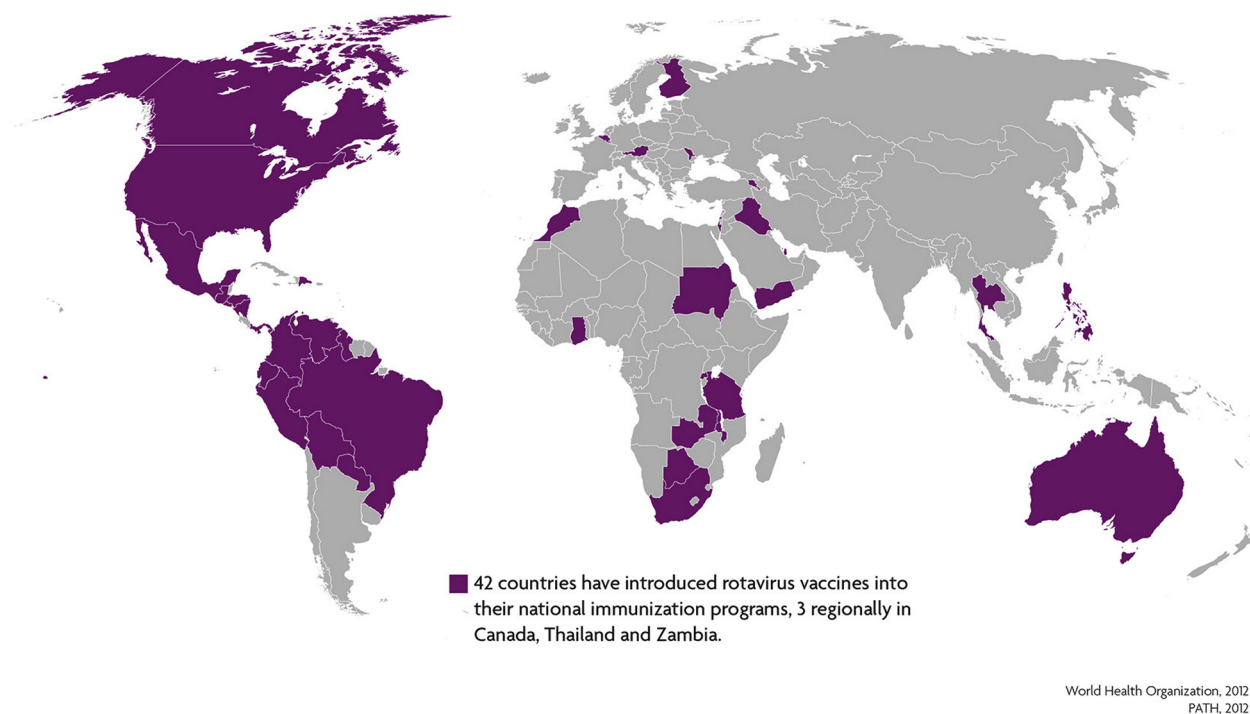 42 countries have introduced rotavirus vaccines into
their national immunization programs, 3 regionally in
Canada, Thailand and Zambia.
World Health Organization, 2012
PATH, 2012